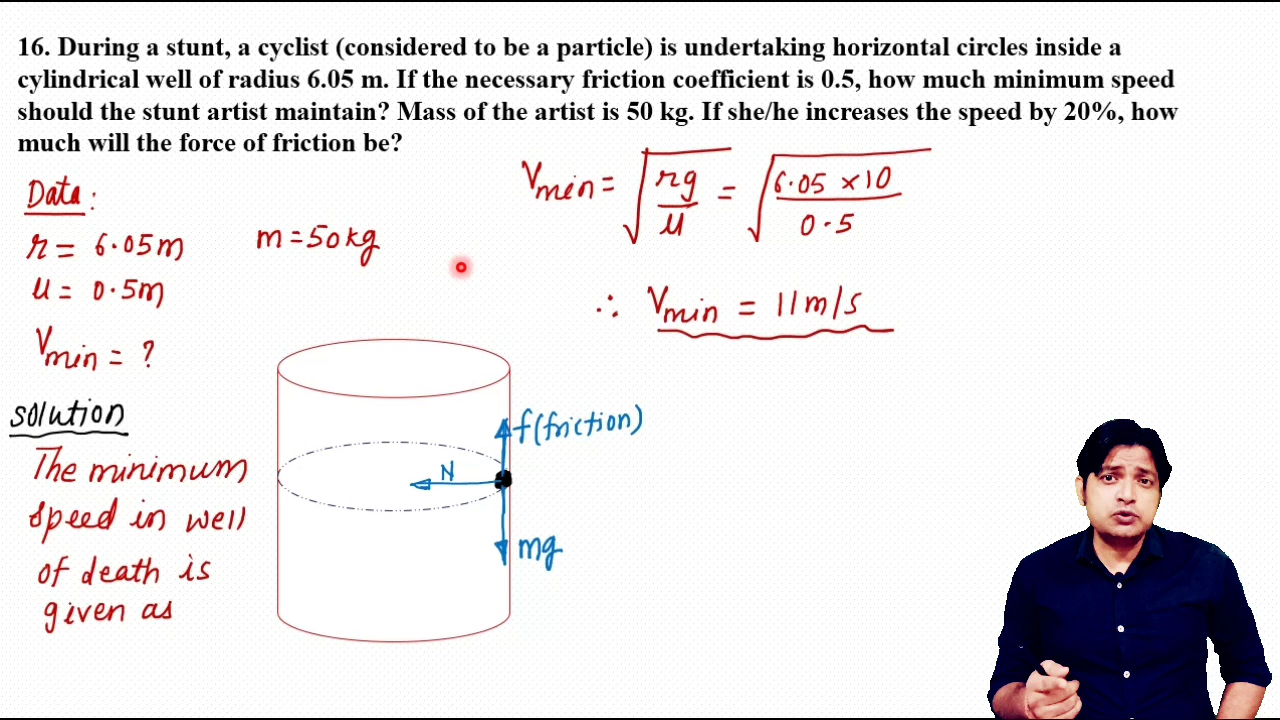 16. During a stunt, a cyclist (considered to be a particle) is undertaking horizontal circles inside a
cylindrical well of radius 6.05 m. If the necessary friction coefficient is 0.5, how much minimum speed
should the stunt artist maintain? Mass of the artist is 50 kg. If she/he increases the speed by 20%, how
much will the force of friction be?
Data:
r = 6.05m
m = 50kg
u = 0.5m
Vmin = ?
Vmin = √(rg/u) = √(6.05 × 10/0.5)
∴ Vmin = 11m/s
solution
The minimum
speed in well
of death is
given as
f(friction)
N
mg